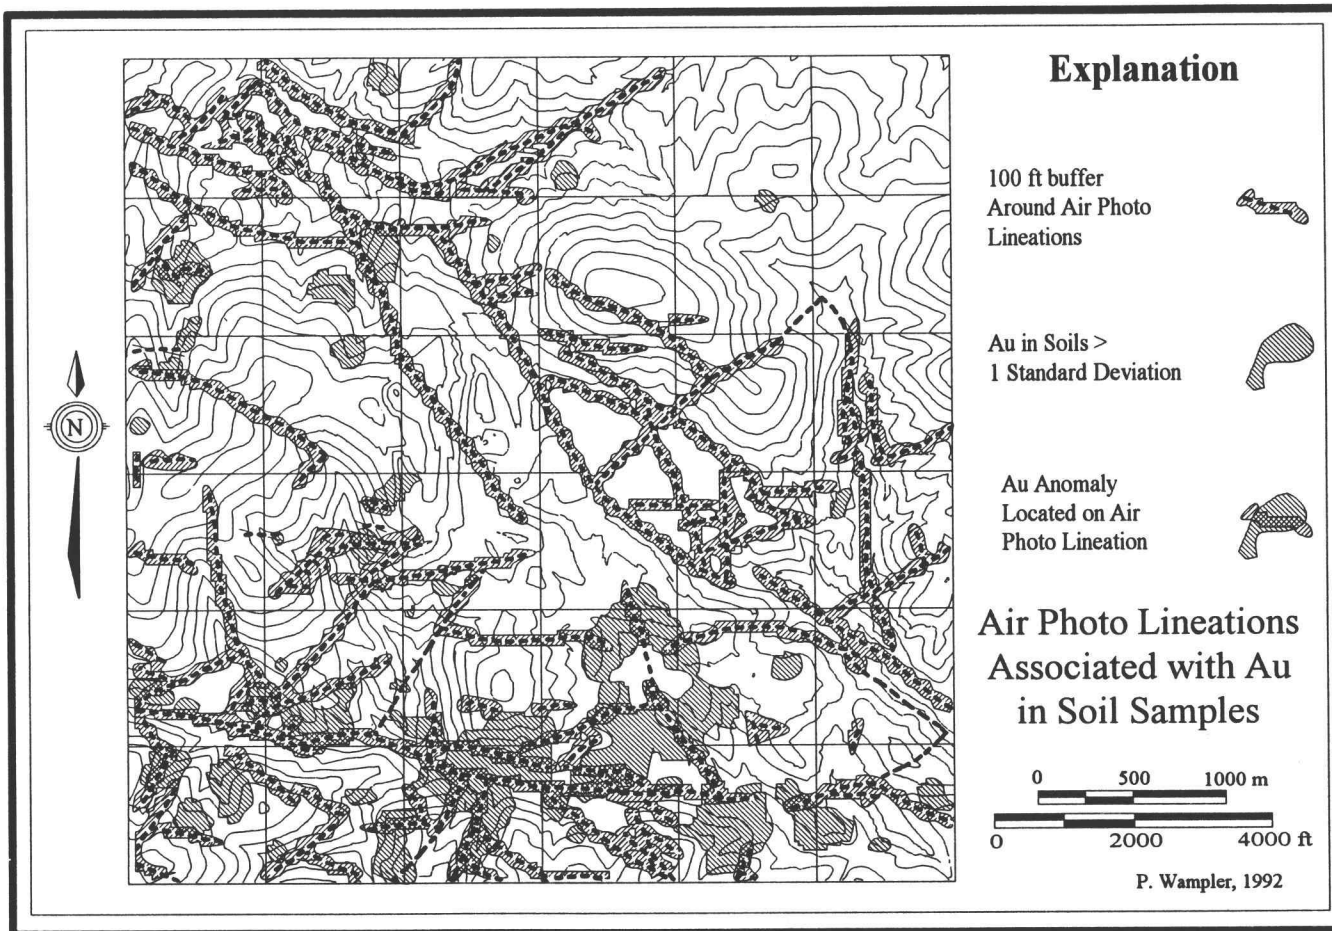 Explanation
100 ft buffer
Around Air Photo
Lineations
Au in Soils >
1 Standard Deviation
N
Au Anomaly
Located on Air
Photo Lineation
Air Photo Lineations
Associated with Au
in Soil Samples
0 500 1000 m
0 2000 4000 ft
P. Wampler, 1992